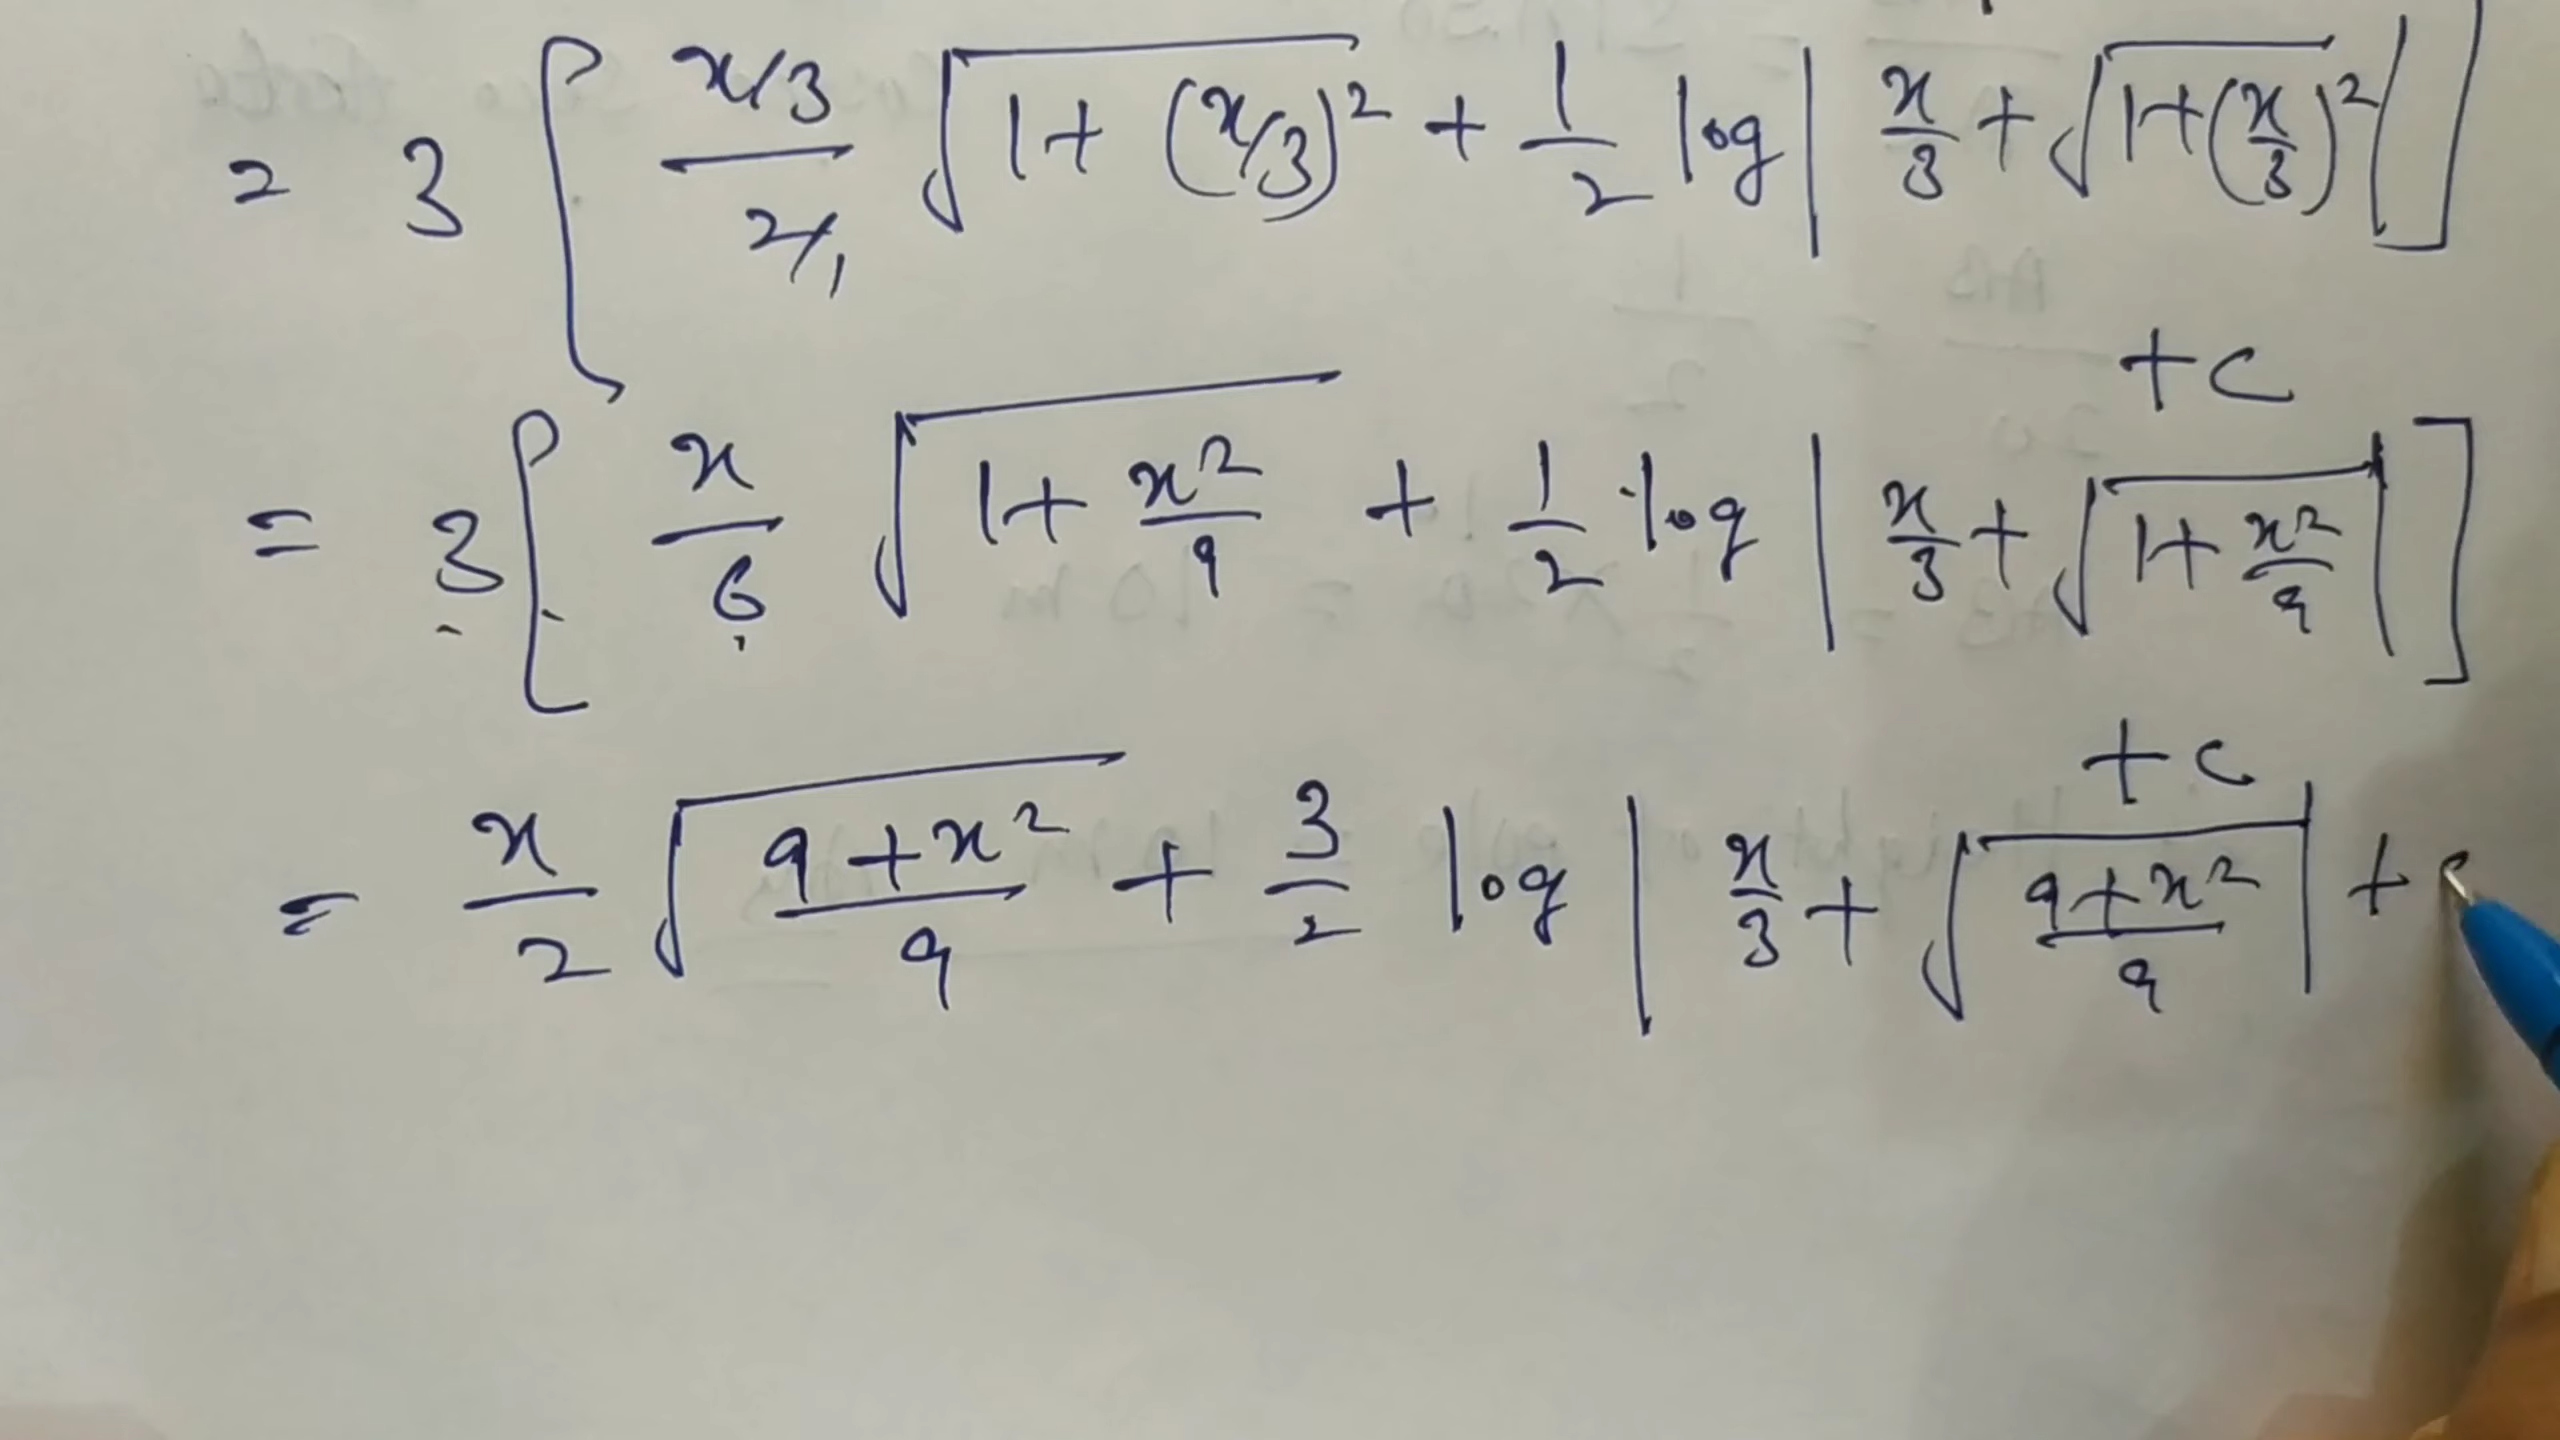 = 3 [ x/3 / 2/1 √(1 + (x/3)²) + 1/2 log | x/3 + √(1+(x/3)²) | ]
+ c
= 3 [ x/6 √(1 + x²/9) + 1/2 log | x/3 + √(1 + x²/9) | ]
+ c
= x/2 √((9 + x²)/9) + 3/2 log | x/3 + √((9 + x²)/9) | + c